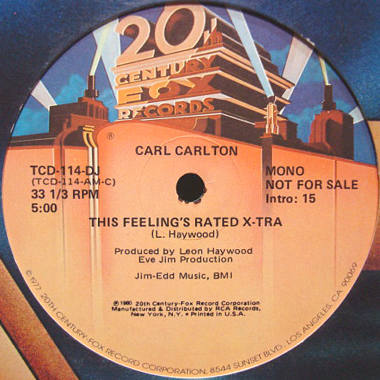 20th
CENTURY
FOX
RECORDS
®
CARL CARLTON
TCD-114-DJ
(TCD-114-AM-C)
33 1/3 RPM
5:00
MONO
NOT FOR SALE
Intro: 15
THIS FEELING'S RATED X-TRA
(L. Haywood)
Produced by Leon Haywood
Eve Jim Production
Jim-Edd Music, BMI
℗ 1980 20th Century-Fox Record Corporation
Manufactured & Distributed by RCA Records,
New York, N.Y. • Printed in U.S.A.
© 1977, 20TH CENTURY-FOX RECORD CORPORATION, 8544 SUNSET BLVD., LOS ANGELES, CA. 90069